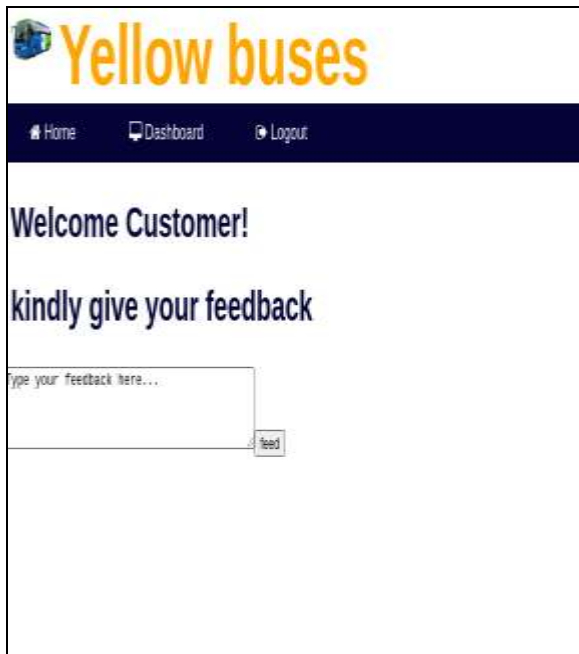 Yellow buses
Home Dashboard Logout
Welcome Customer!
kindly give your feedback
Type your feedback here...
feed